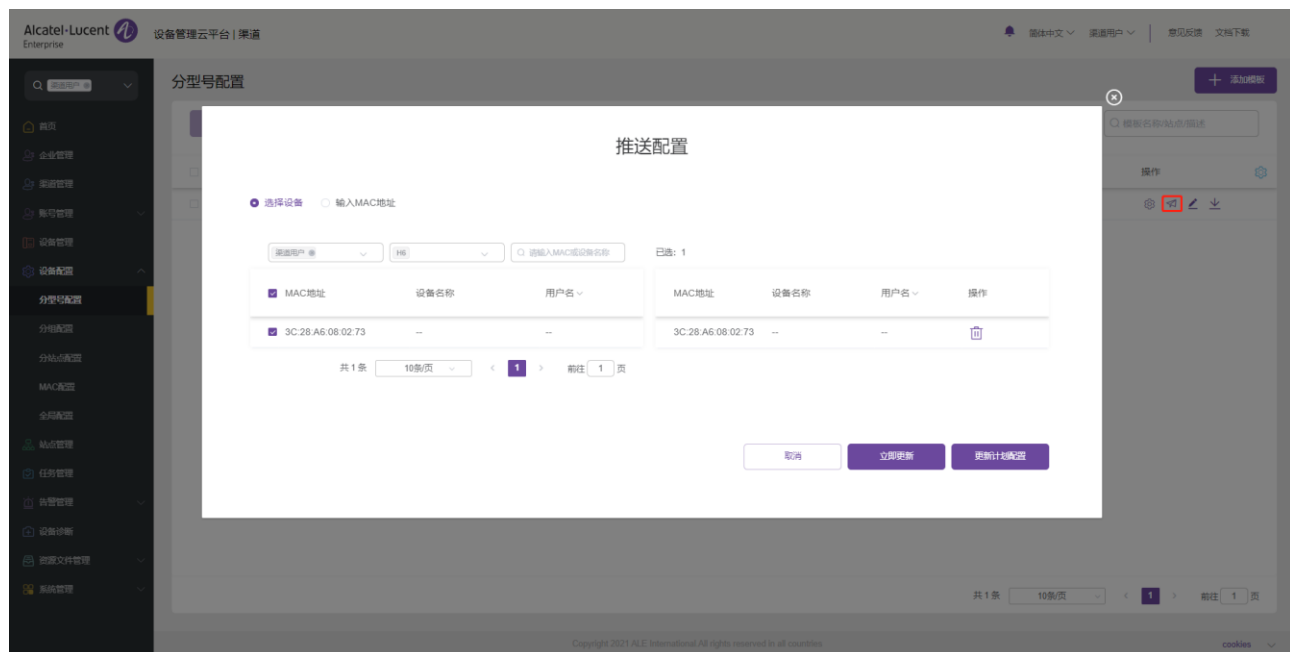 Alcatel·Lucent
Enterprise
设备管理云平台 | 渠道
简体中文
渠道用户
意见反馈
文档下载
渠道用户
分型号配置
添加模板
首页
企业管理
渠道管理
账号管理
设备管理
设备配置
分型号配置
分组配置
分站点配置
MAC配置
全局配置
站点管理
任务管理
告警管理
设备诊断
资源文件管理
系统管理
模板名称/站点/描述
操作
推送配置
选择设备
输入MAC地址
渠道用户
H6
请输入MAC或设备名称
已选: 1
MAC地址 设备名称 用户名
3C:28:A6:08:02:73 -- --
共 1 条 10条/页 1 前往 1 页
MAC地址 设备名称 用户名 操作
3C:28:A6:08:02:73 -- --
取消
立即更新
更新计划配置
共 1 条 10条/页 1 前往 1 页
Copyright 2021 ALE International All rights reserved in all countries
cookies